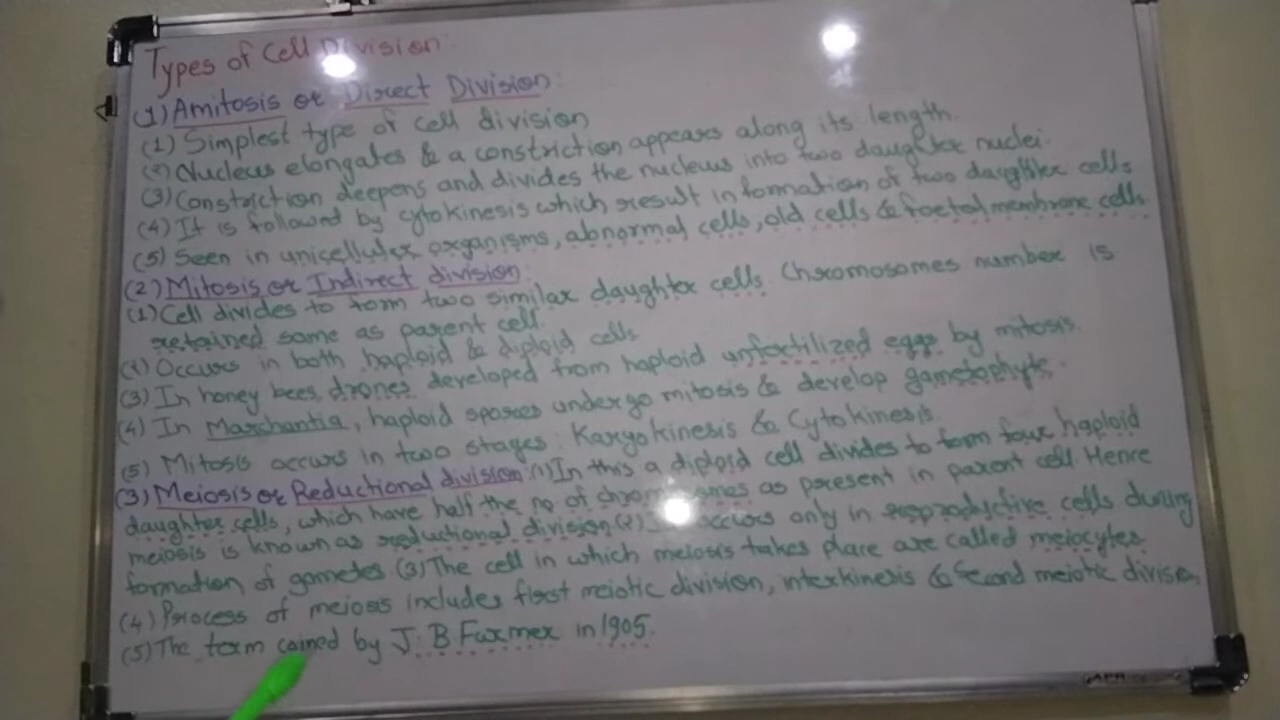 Types of Cell Division:
(1) Amitosis or Direct Division:
(1) Simplest type of cell division
(2) Nucleus elongates & a constriction appears along its length.
(3) Constriction deepens and divides the nucleus into two daughter nuclei.
(4) It is followed by cytokinesis which result in formation of two daughter cells
(5) Seen in unicellular organisms, abnormal cells, old cells & foetal membrane cells
(2) Mitosis or Indirect division:
(1) Cell divides to form two similar daughter cells. Chromosomes number is
retained same as parent cell.
(2) Occurs in both haploid & diploid cells
(3) In honey bees, drones developed from haploid unfertilized eggs by mitosis.
(4) In Marchantia, haploid spores undergo mitosis & develop gametophyte.
(5) Mitosis occurs in two stages: Karyokinesis & Cytokinesis.
(3) Meiosis or Reductional division: (1) In this a diploid cell divides to form four haploid
daughter cells, which have half the no of chromosomes as present in parent cell. Hence
meiosis is known as reductional division (2) occurs only in reproductive cells during
formation of gametes (3) The cell in which meiosis takes place are called meiocytes.
(4) Process of meiosis includes first meiotic division, interkinesis & second meiotic division
(5) The term coined by J. B Farmer in 1905.